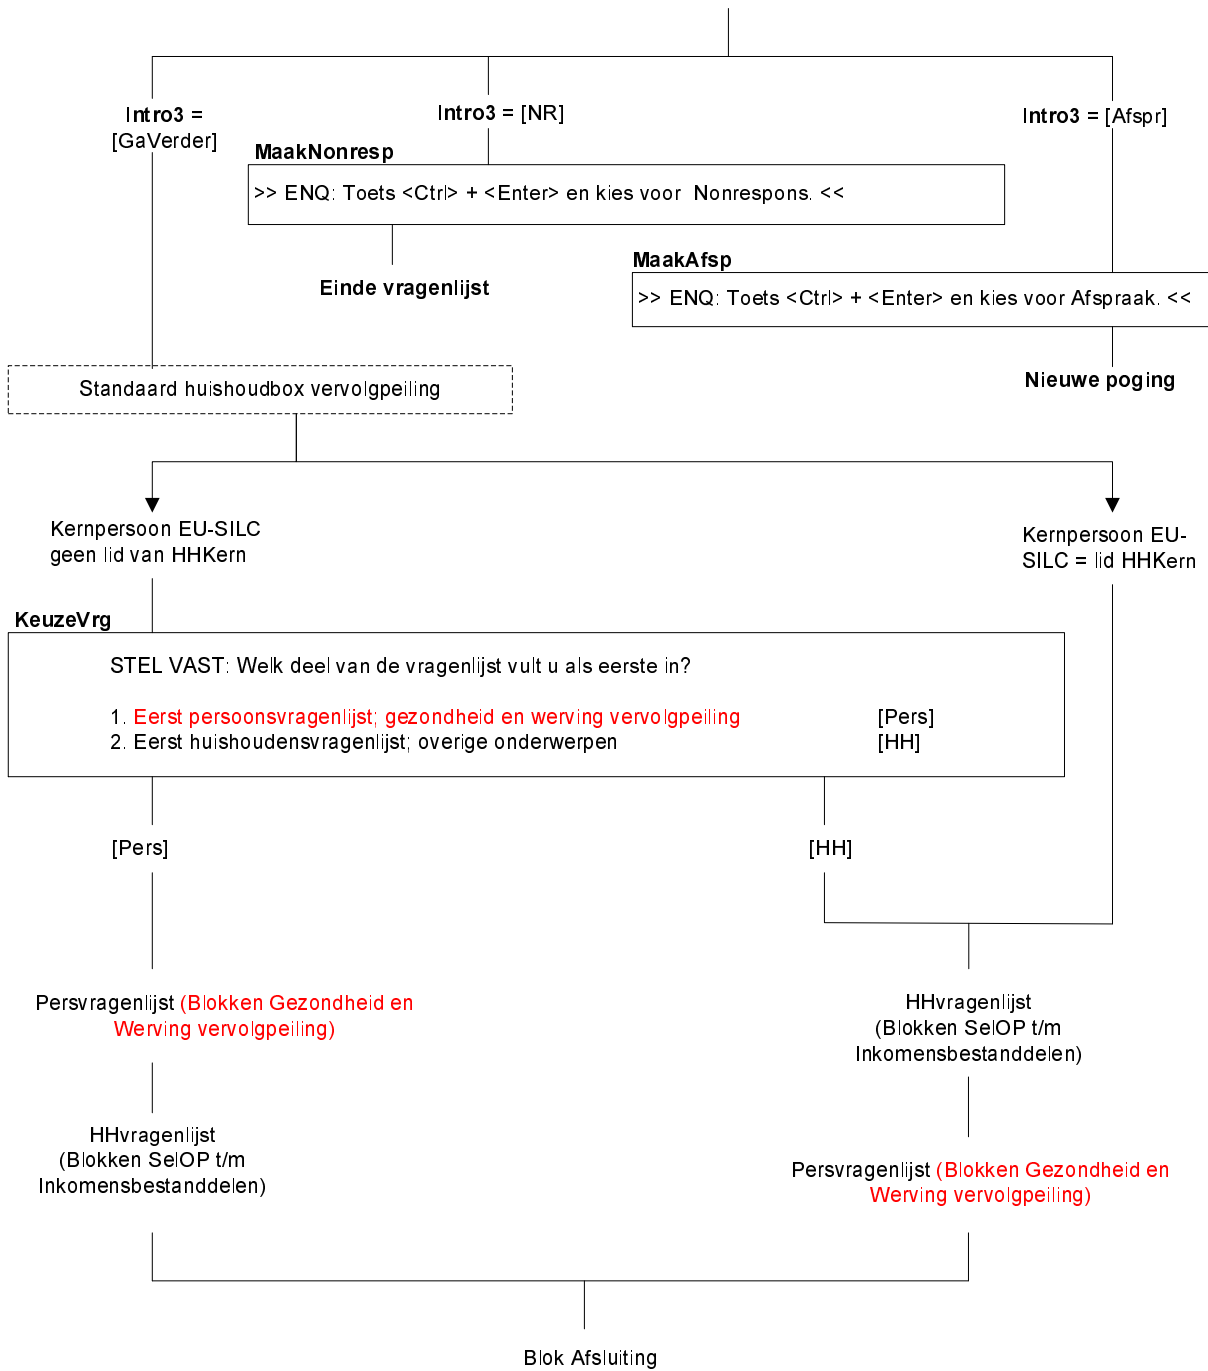 Intro3 =
[GaVerder]
Intro3 = [NR]
Intro3 = [Afspr]
MaakNonresp
>> ENQ: Toets <Ctrl> + <Enter> en kies voor  Nonrespons. <<
Einde vragenlijst
MaakAfsp
>> ENQ: Toets <Ctrl> + <Enter> en kies voor Afspraak. <<
Nieuwe poging
Standaard huishoudbox vervolgpeiling
Kernpersoon EU-SILC
geen lid van HHKern
Kernpersoon EU-
SILC = lid HHKern
KeuzeVrg
STEL VAST: Welk deel van de vragenlijst vult u als eerste in?
1. Eerst persoonsvragenlijst; gezondheid en werving vervolgpeiling [Pers]
2. Eerst huishoudensvragenlijst; overige onderwerpen [HH]
[Pers]
[HH]
Persvragenlijst (Blokken Gezondheid en
Werving vervolgpeiling)
HHvragenlijst
(Blokken SelOP t/m
Inkomensbestanddelen)
HHvragenlijst
(Blokken SelOP t/m
Inkomensbestanddelen)
Persvragenlijst (Blokken Gezondheid en
Werving vervolgpeiling)
Blok Afsluiting